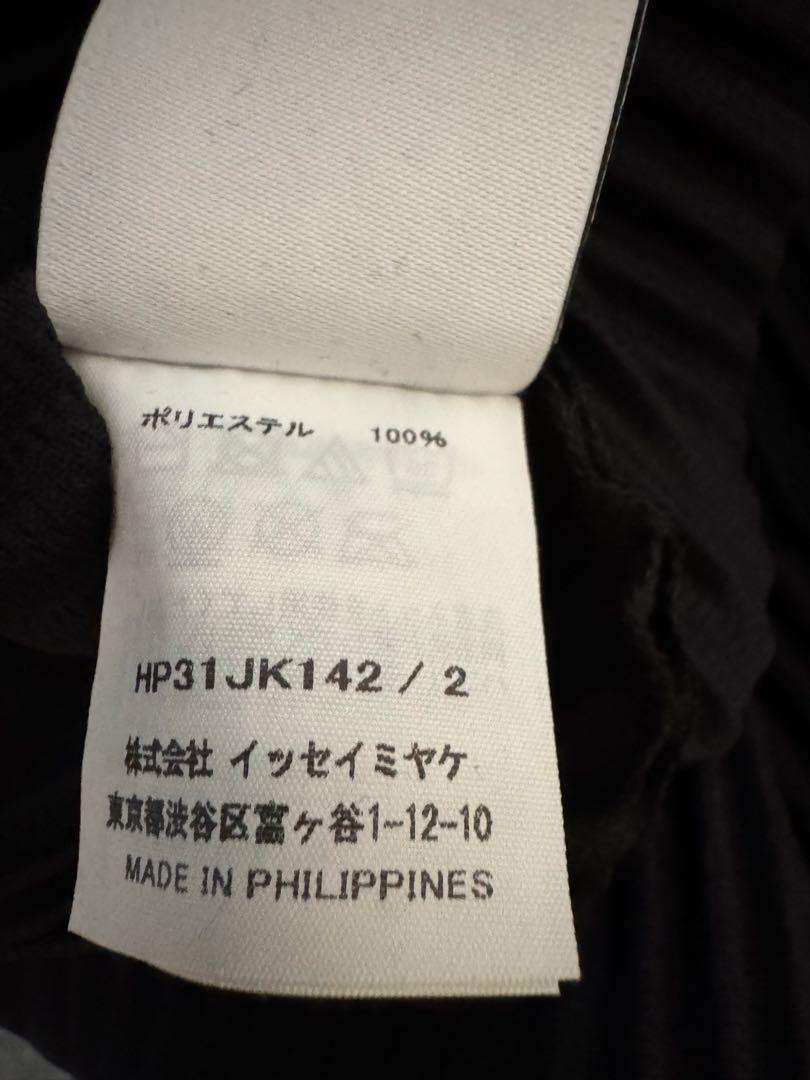 ポリエステル 100%
HP31JK142 / 2
株式会社 イッセイミヤケ
東京都渋谷区富ヶ谷1-12-10
MADE IN PHILIPPINES